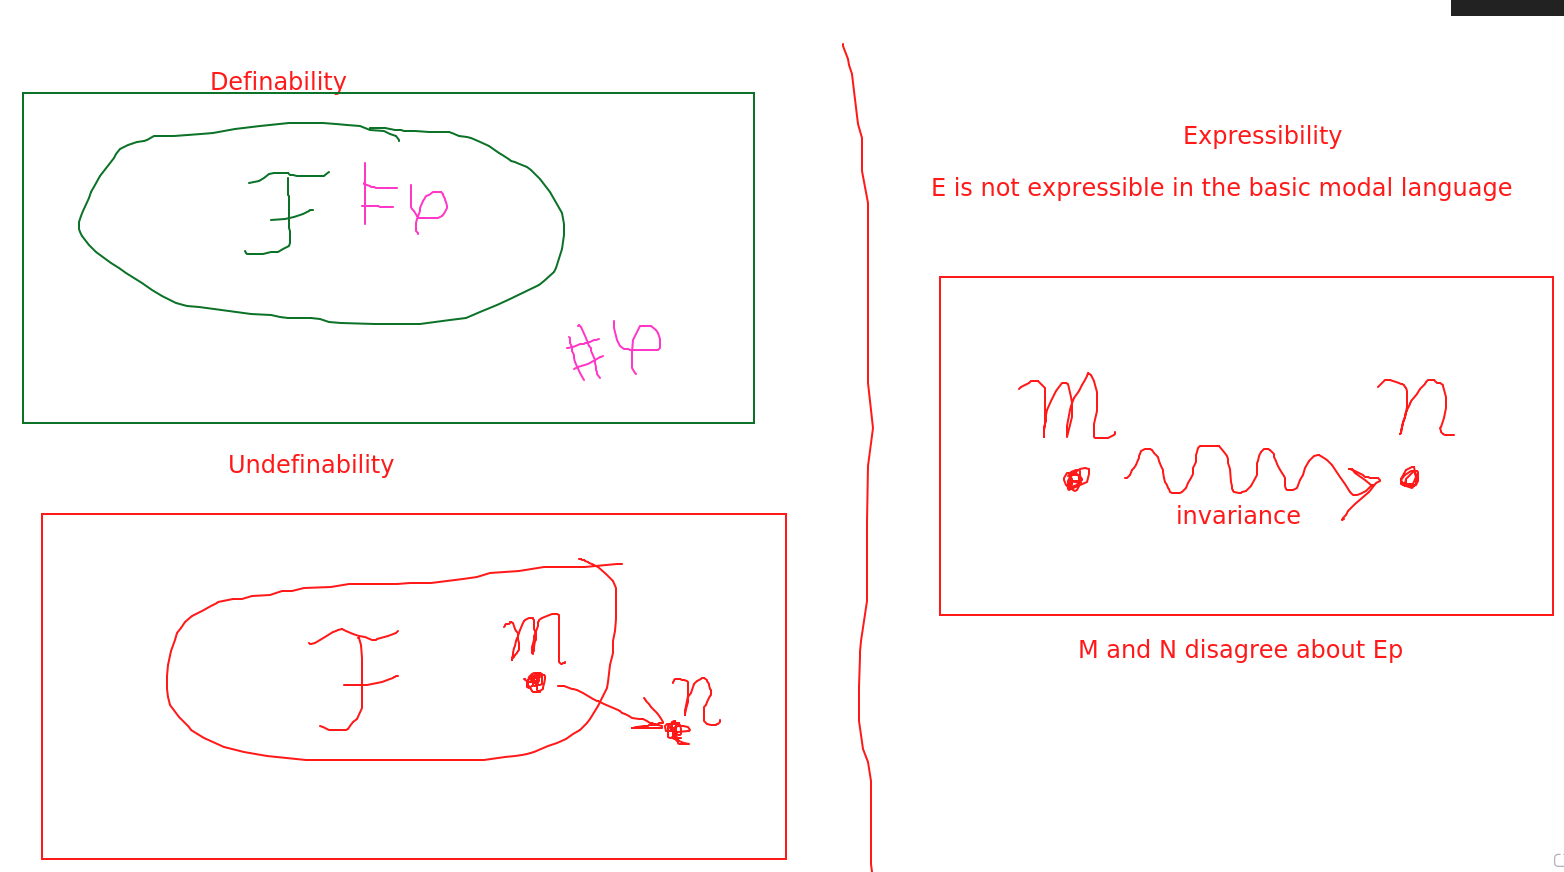 Definability
F ⊨ φ
⊭ φ
Undefinability
F
m
n
Expressibility
E is not expressible in the basic modal language
m
n
invariance
M and N disagree about Ep